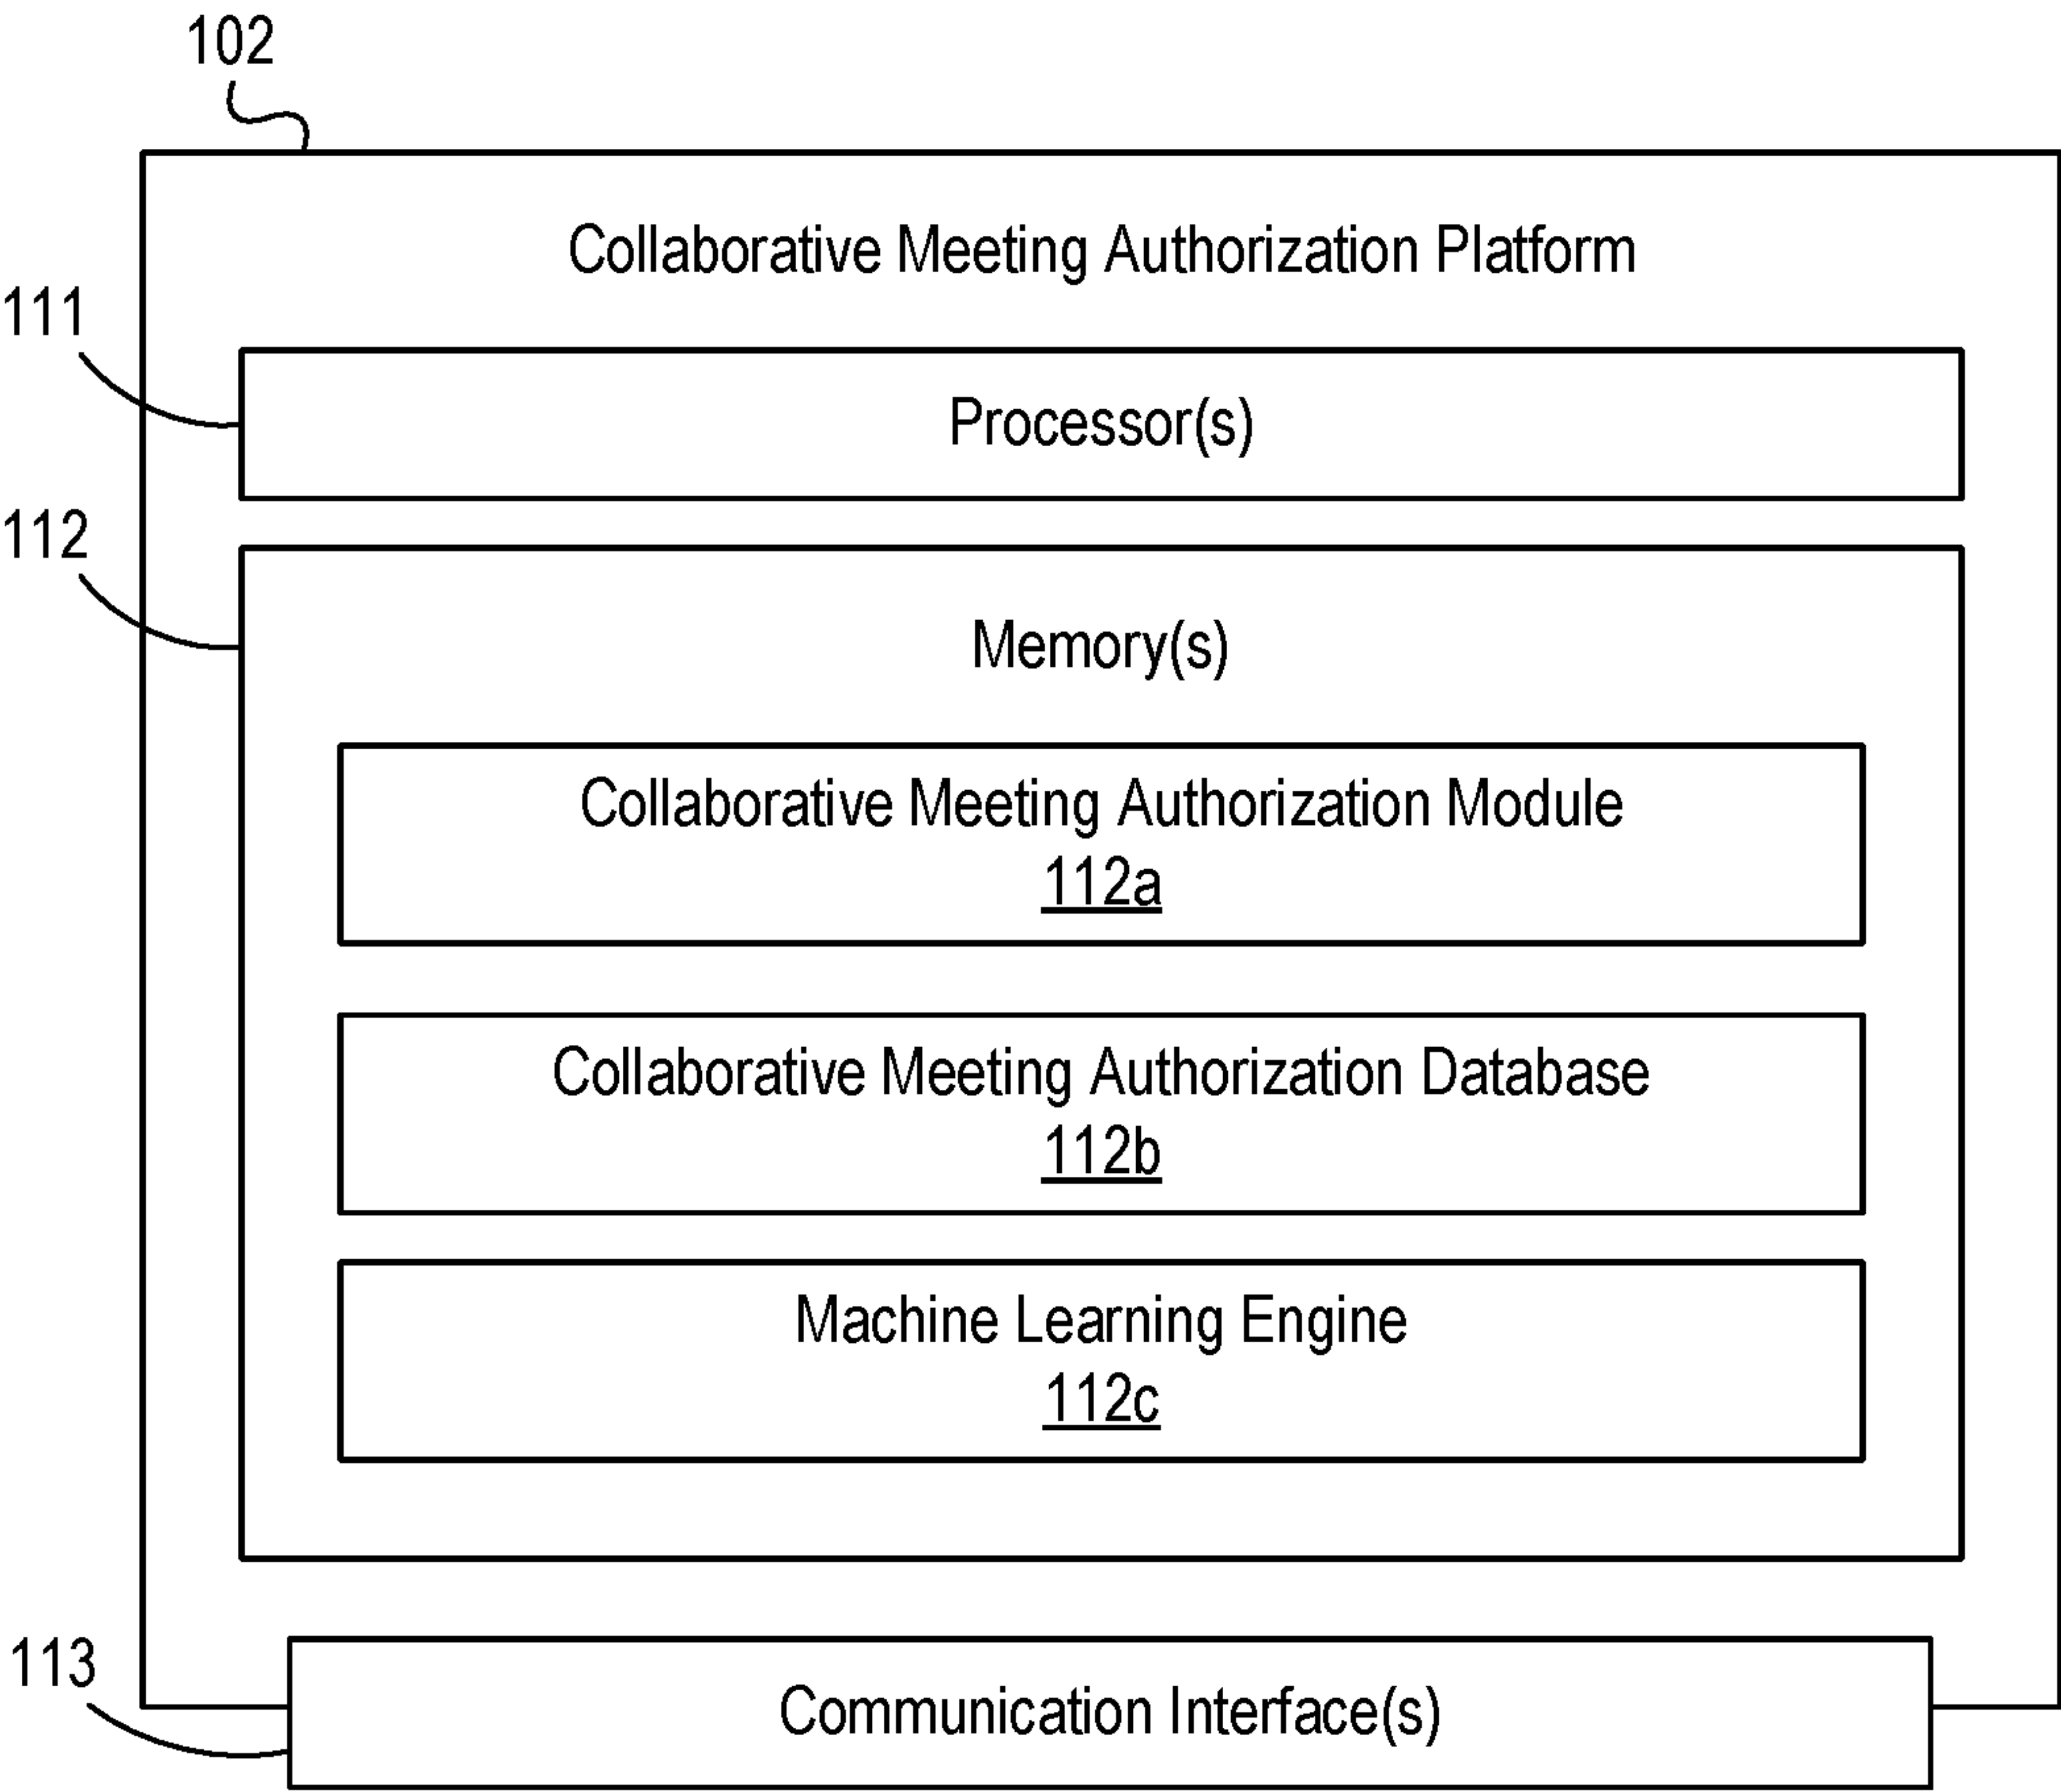 102
Collaborative Meeting Authorization Platform
111
Processor(s)
112
Memory(s)
Collaborative Meeting Authorization Module
112a
Collaborative Meeting Authorization Database
112b
Machine Learning Engine
112c
113
Communication Interface(s)